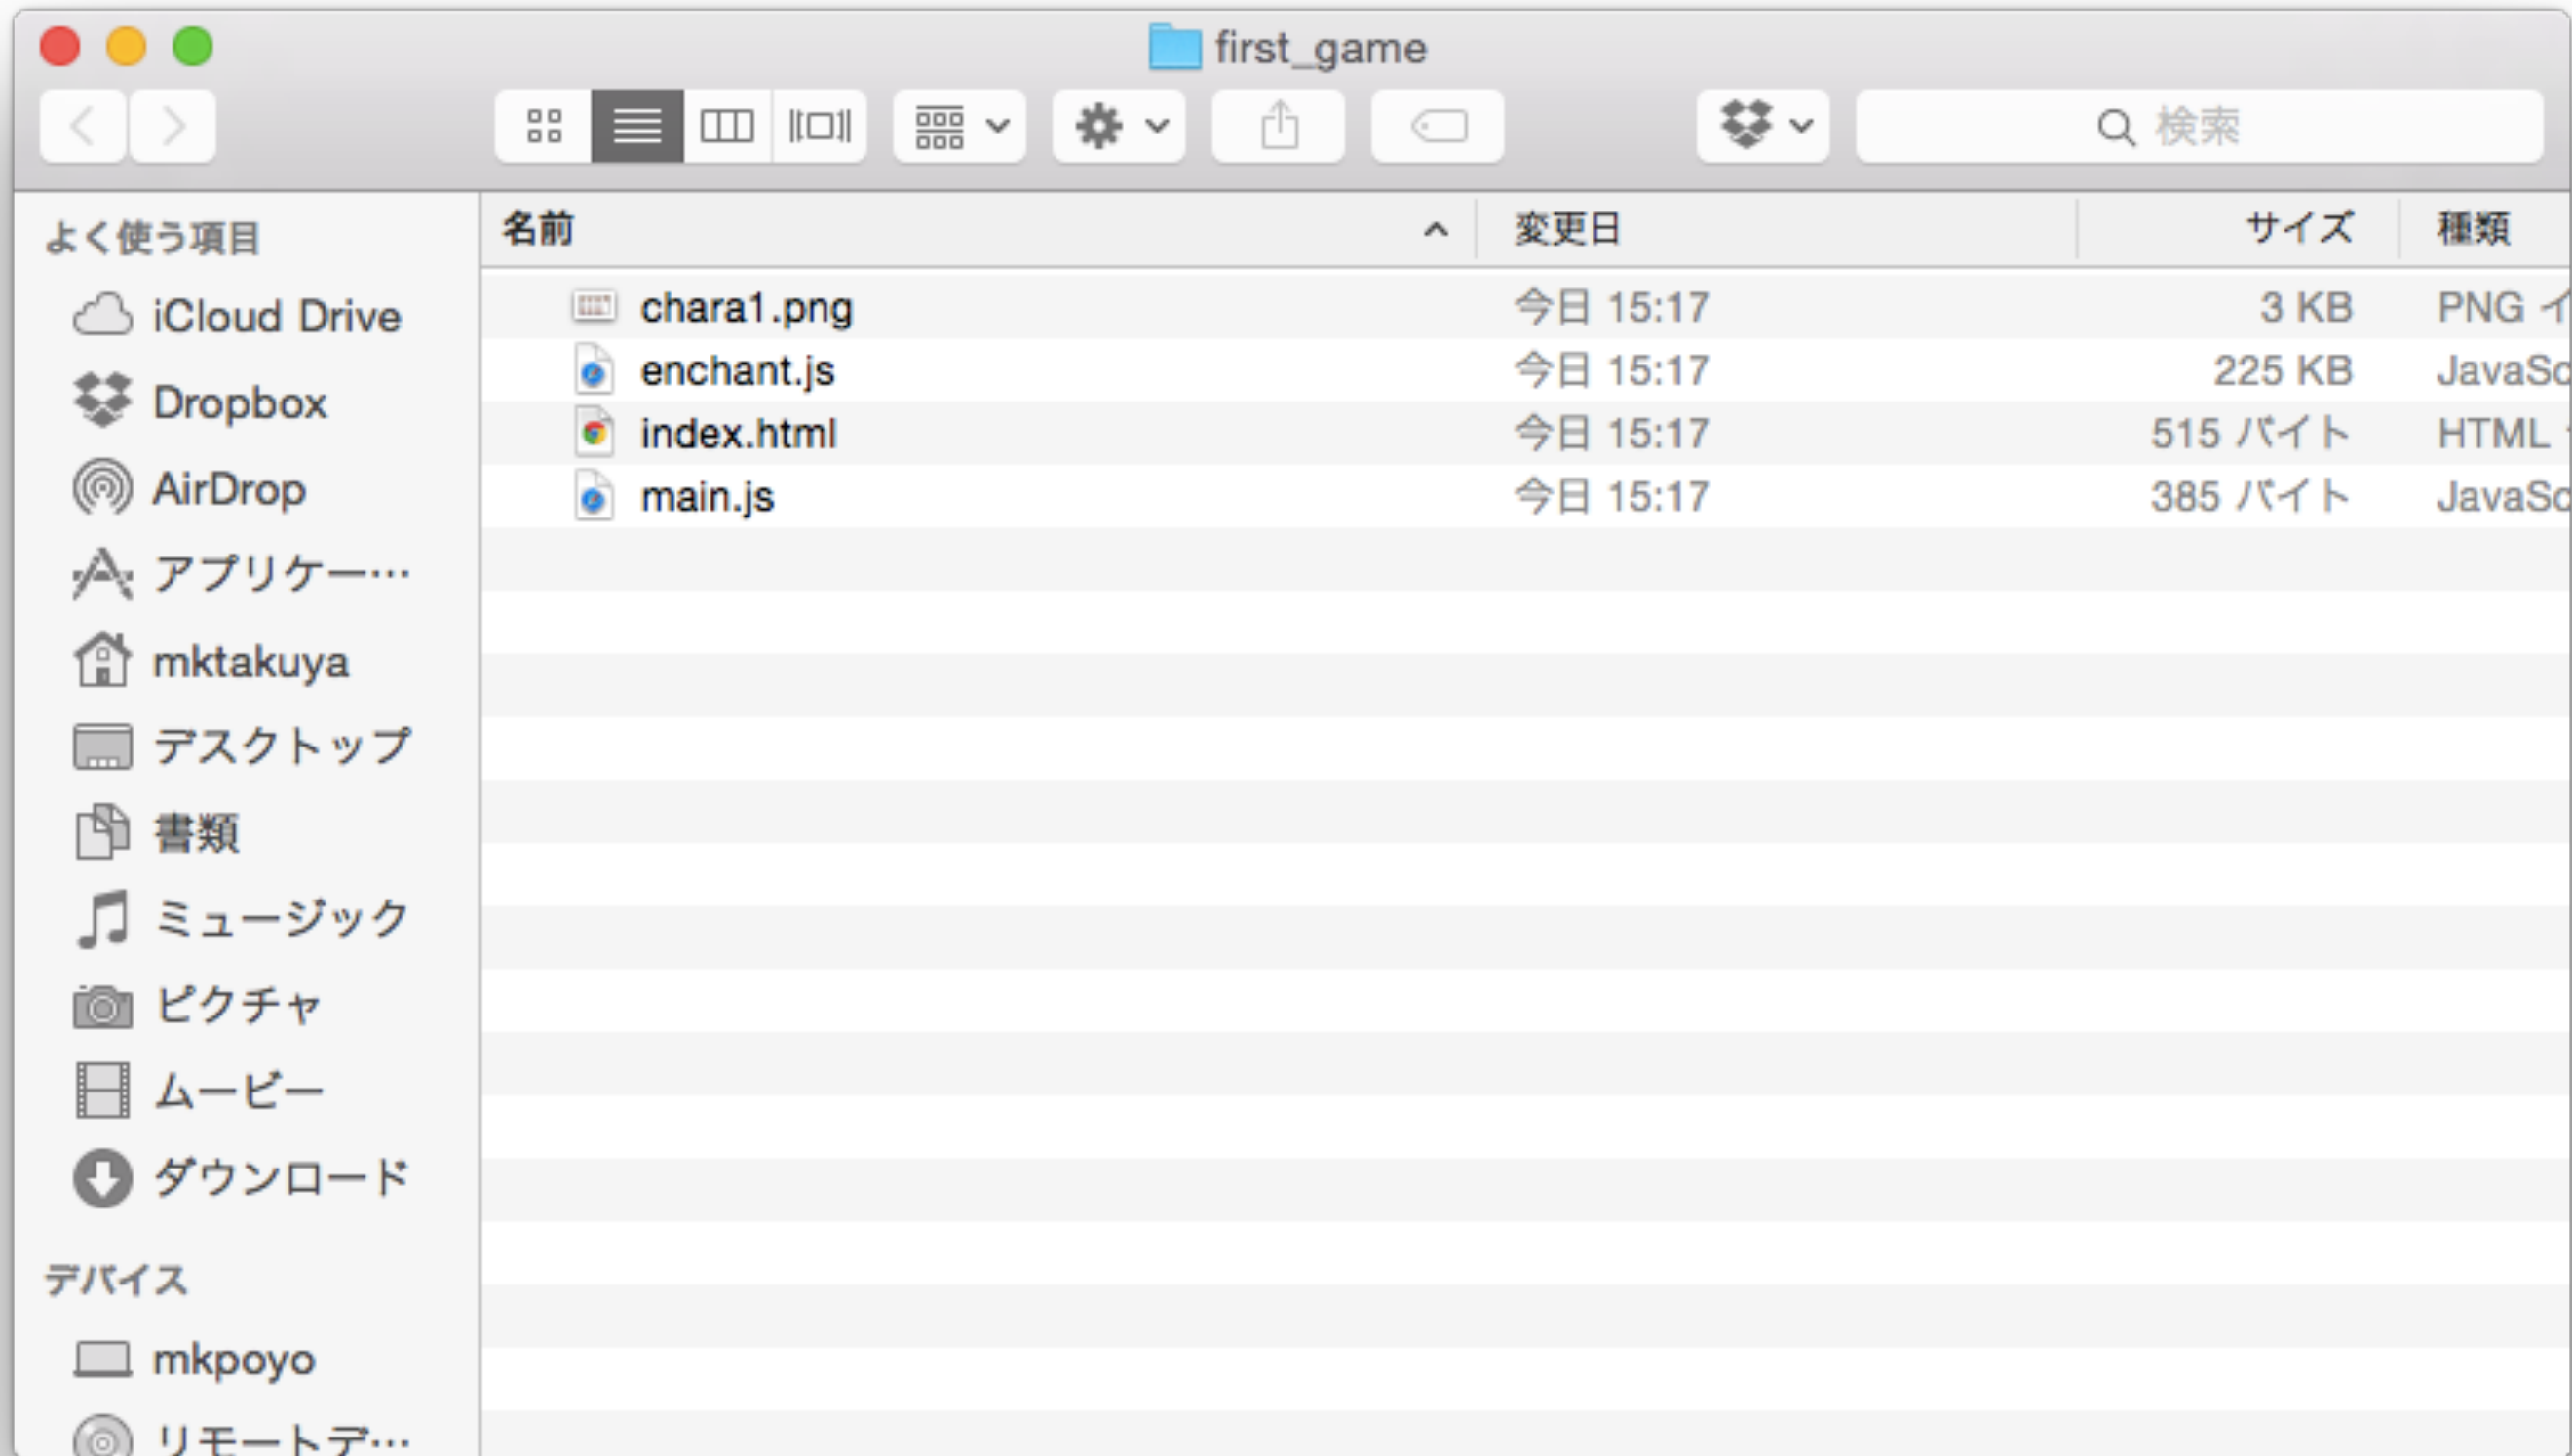 first_game
検索
よく使う項目
iCloud Drive
Dropbox
AirDrop
アプリケー…
mktakuya
デスクトップ
書類
ミュージック
ピクチャ
ムービー
ダウンロード
デバイス
mkpoyo
リモートデ…
名前 変更日 サイズ 種類
chara1.png 今日 15:17 3 KB PNG イ
enchant.js 今日 15:17 225 KB JavaSc
index.html 今日 15:17 515 バイト HTML
main.js 今日 15:17 385 バイト JavaSc